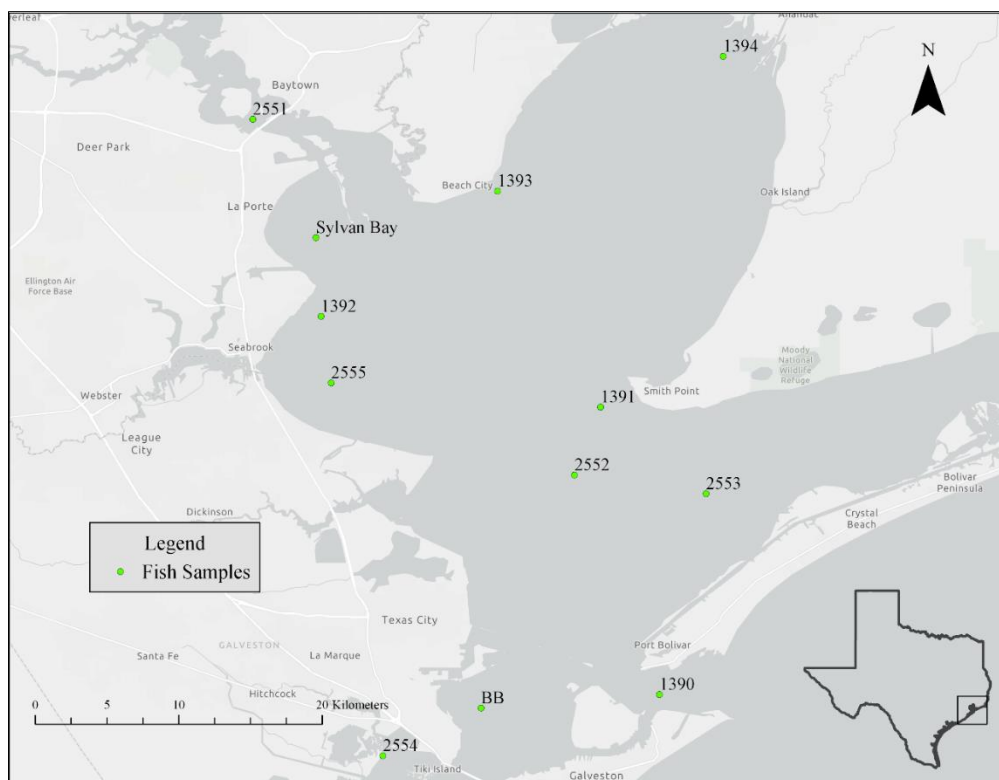 erleaf
Anahuac
1394
N
Baytown
2551
Deer Park
1393
Beach City
Oak Island
La Porte
Sylvan Bay
Ellington Air
Force Base
1392
Seabrook
2555
Moody
National
Wildlife
Refuge
Smith Point
Webster
1391
League
City
2552
2553
Bolivar
Peninsula
Dickinson
Crystal
Beach
Legend
Fish Samples
Texas City
GALVESTON
Port Bolivar
Santa Fe
La Marque
Hitchcock
1390
0 5 10 20 Kilometers
BB
2554
Tiki Island
Galveston